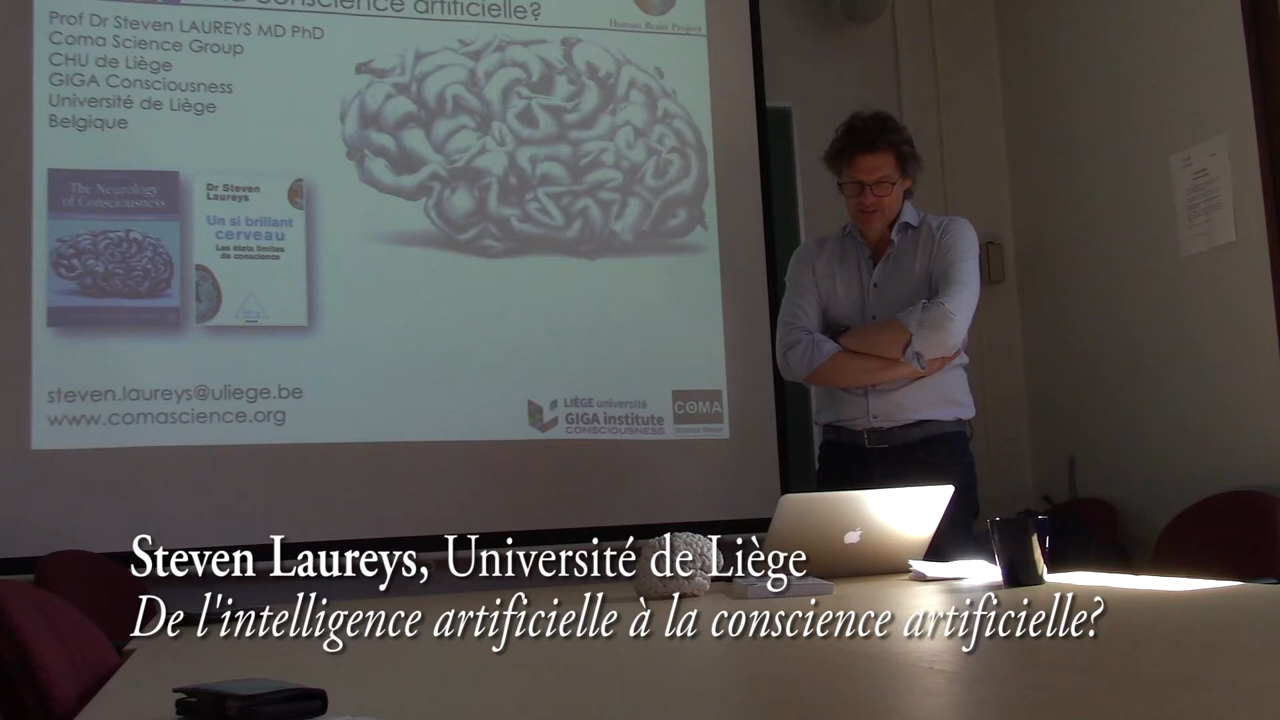 conscience artificielle?
Human Brain Project
Prof Dr Steven LAUREYS MD PhD
Coma Science Group
CHU de Liège
GIGA Consciousness
Université de Liège
Belgique
The Neurology
of Consciousness
Dr Steven
Laureys
Un si brillant
cerveau
Les états limites
de conscience
steven.laureys@uliege.be
www.comascience.org
LIÈGE université
GIGA institute
CONSCIOUSNESS
COMA
Science Group
Steven Laureys, Université de Liège
De l'intelligence artificielle à la conscience artificielle?